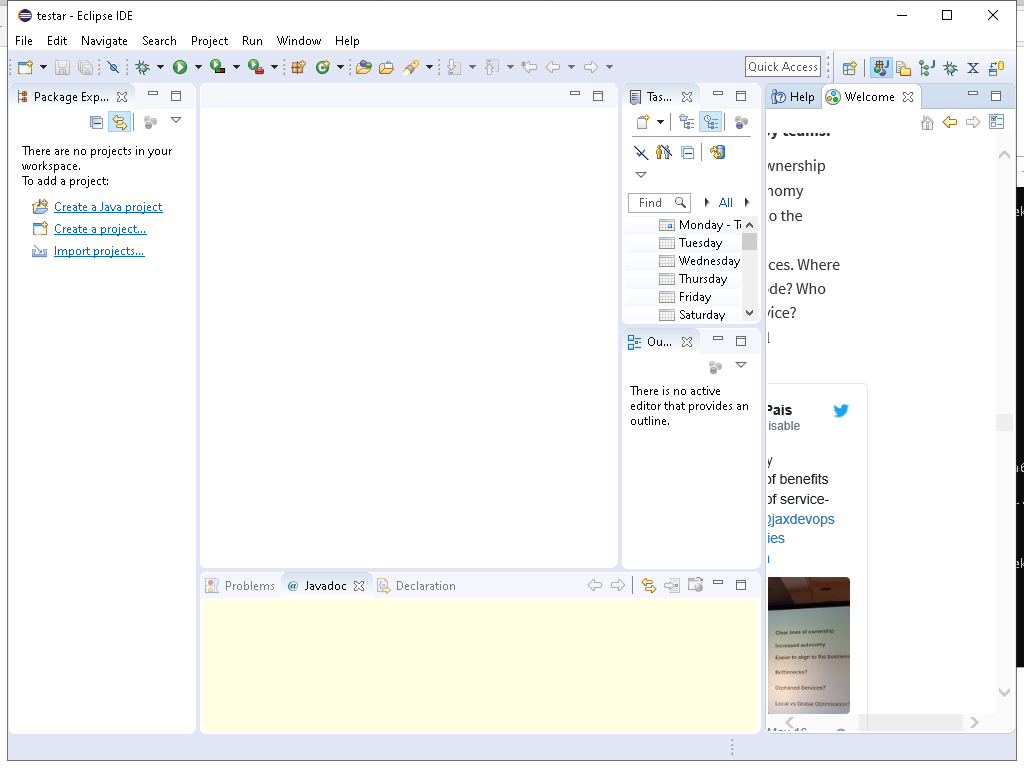 testar - Eclipse IDE
File Edit Navigate Search Project Run Window Help
Quick Access
Package Exp...
There are no projects in your
workspace.
To add a project:
Create a Java project
Create a project...
Import projects...
Tas...
Find
All
Monday - T
Tuesday
Wednesday
Thursday
Friday
Saturday
Ou...
There is no active
editor that provides an
outline.
Problems
@ Javadoc
Declaration
Help
Welcome
y teams.
wnership
nomy
o the
ces. Where
de? Who
vice?
Pais
isable
y
of benefits
of service-
@jaxdevops
ies
Clear lines of ownership
Increased autonomy
Easier to align to the business
Bottlenecks?
Orphaned Services?
Local vs Global Optimisation?